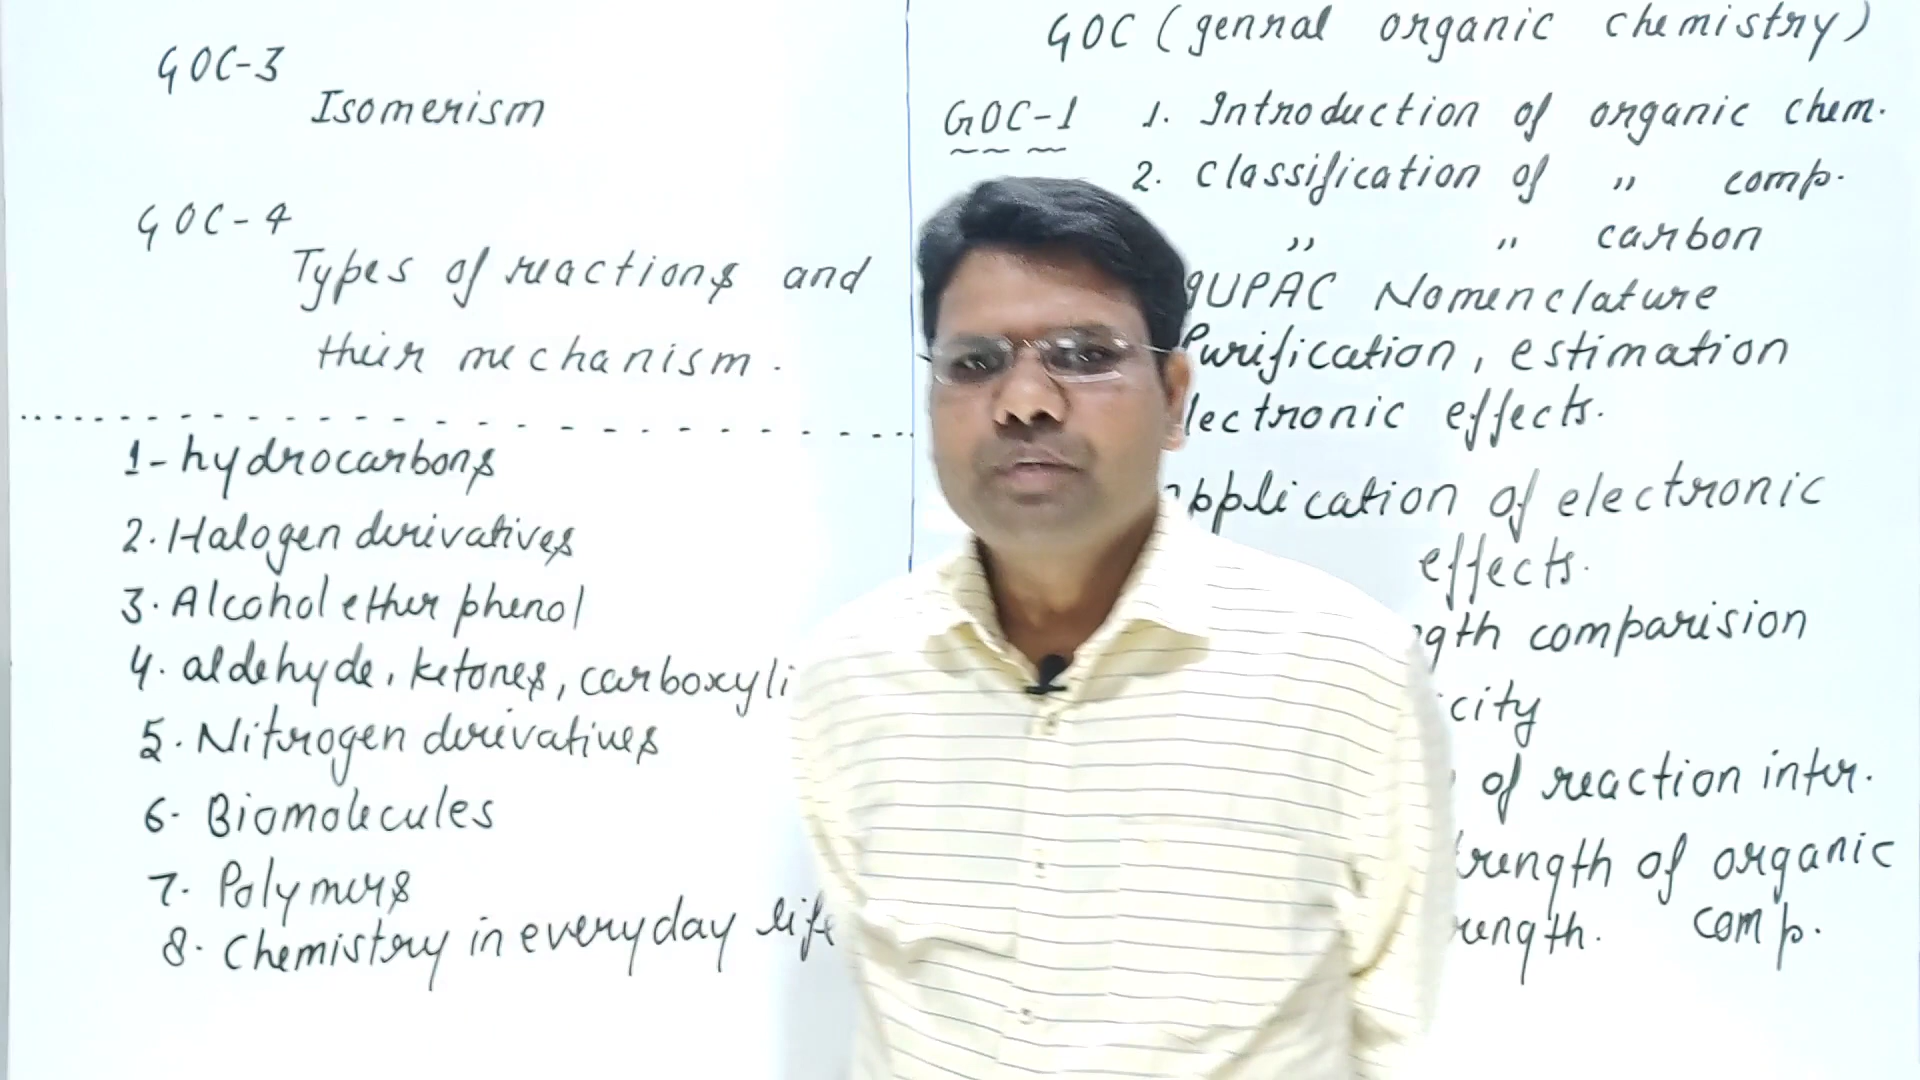 GOC-3
Isomerism
GOC-4
Types of reactions and
their mechanism.
1-hydrocarbons
2. Halogen derivatives
3. Alcohol ether phenol
4. aldehyde, ketones, carboxyli
5. Nitrogen derivatives
6. Biomolecules
7. Polymers
8. Chemistry in everyday life
GOC (genral organic chemistry)
GOC-1 1. Introduction of organic chem.
2. classification of ,, comp.
,, ,, carbon
IUPAC Nomenclature
Purification, estimation
lectronic effects.
application of electronic
effects.
gth comparision
city
of reaction inter.
trength of organic
rength. comp.